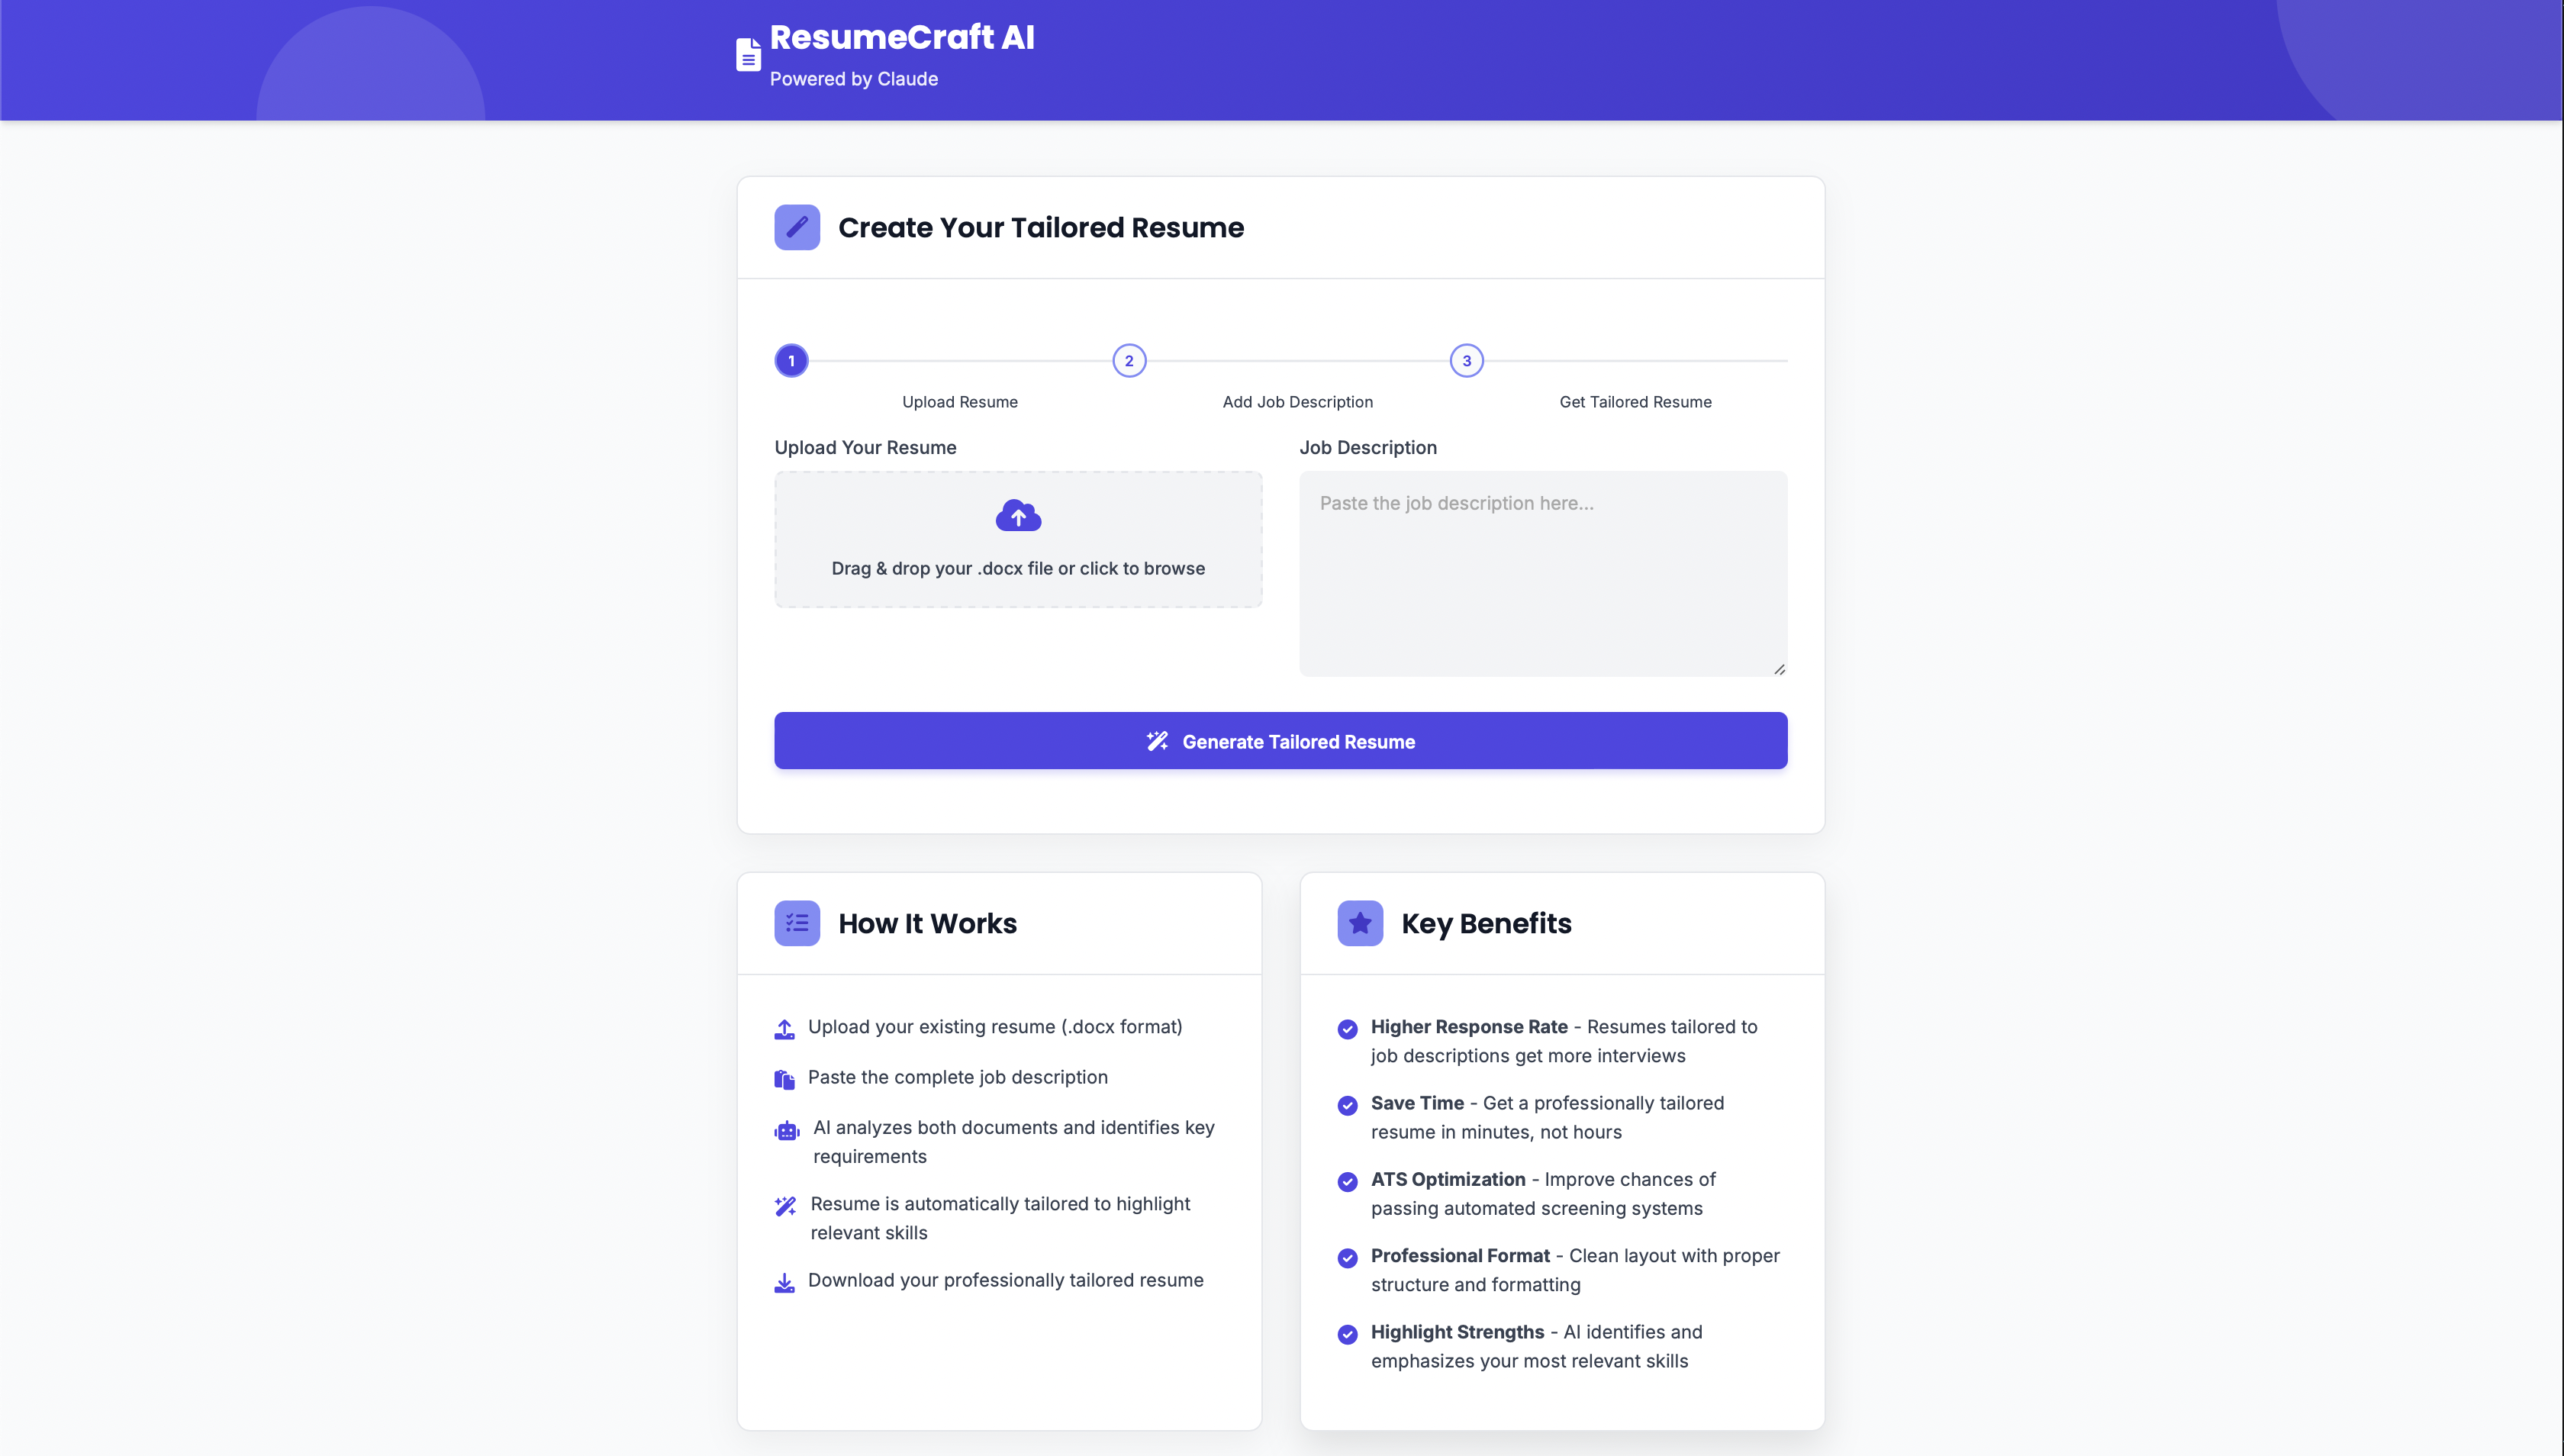 ResumeCraft AI
Powered by Claude
Create Your Tailored Resume
1
2
3
Upload Resume
Add Job Description
Get Tailored Resume
Upload Your Resume
Drag & drop your .docx file or click to browse
Job Description
Paste the job description here...
Generate Tailored Resume
How It Works
Upload your existing resume (.docx format)
Paste the complete job description
AI analyzes both documents and identifies key
requirements
Resume is automatically tailored to highlight
relevant skills
Download your professionally tailored resume
Key Benefits
Higher Response Rate - Resumes tailored to
job descriptions get more interviews
Save Time - Get a professionally tailored
resume in minutes, not hours
ATS Optimization - Improve chances of
passing automated screening systems
Professional Format - Clean layout with proper
structure and formatting
Highlight Strengths - AI identifies and
emphasizes your most relevant skills